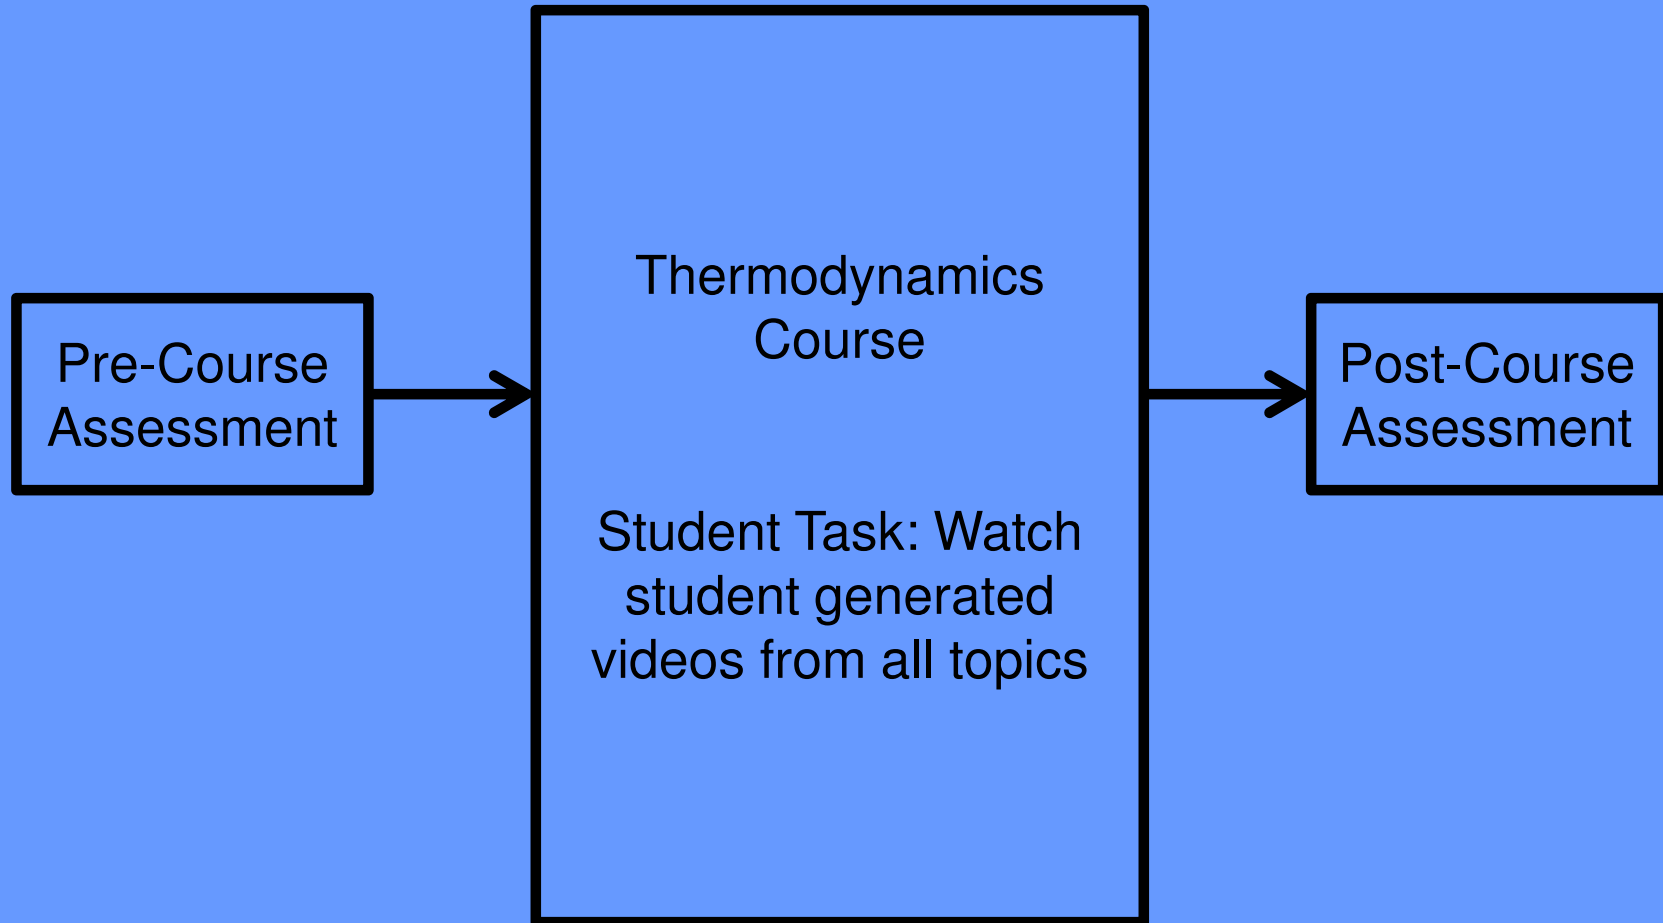 Pre-Course
Assessment
Thermodynamics
Course
Student Task: Watch
student generated
videos from all topics
Post-Course
Assessment